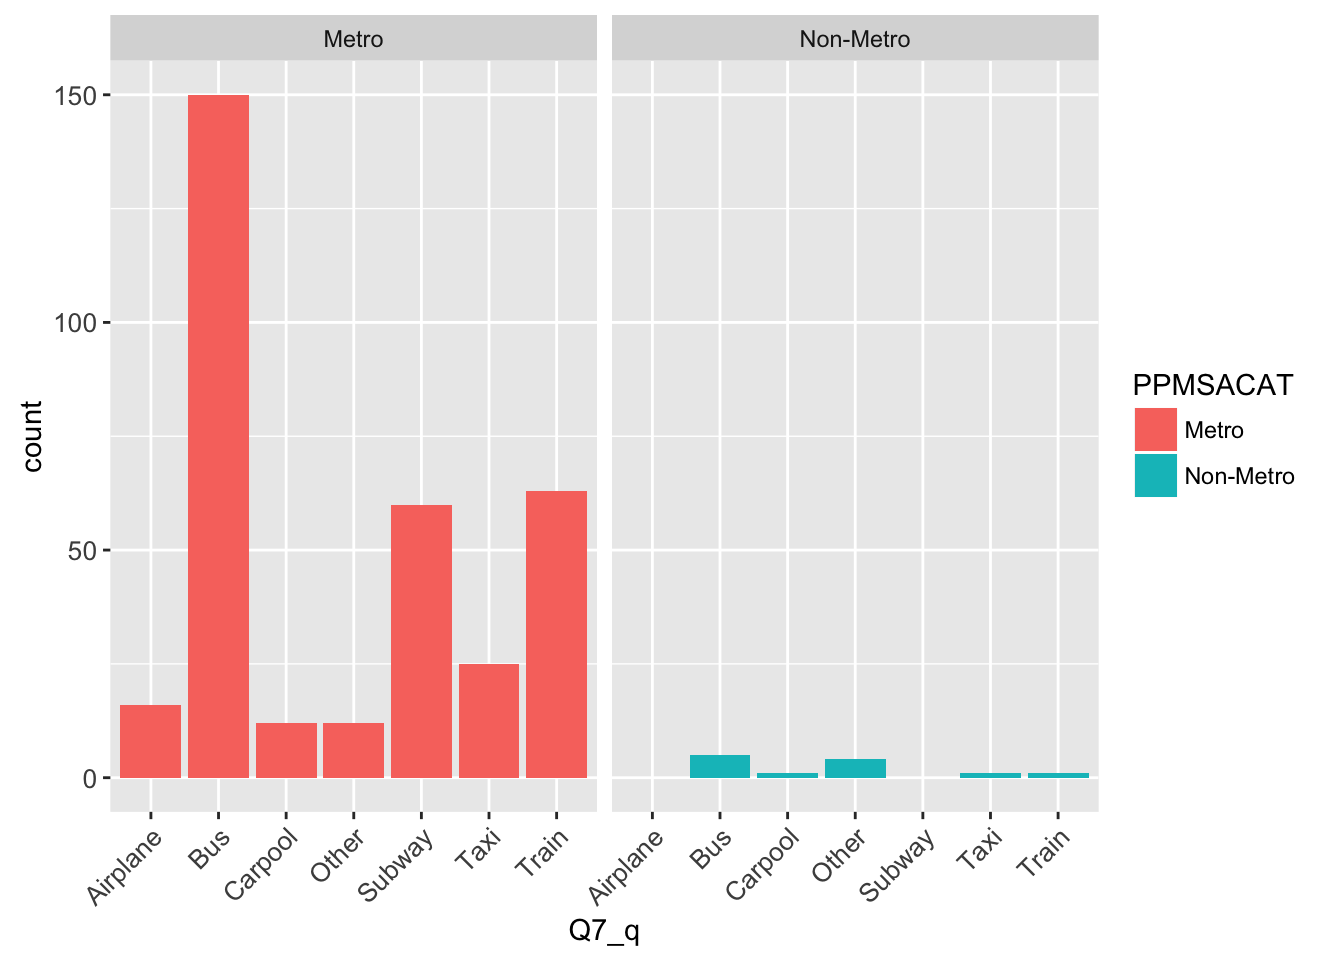 Metro
Non-Metro
150
100
50
0
count
Airplane
Bus
Carpool
Other
Subway
Taxi
Train
Airplane
Bus
Carpool
Other
Subway
Taxi
Train
Q7_q
PPMSACAT
Metro
Non-Metro